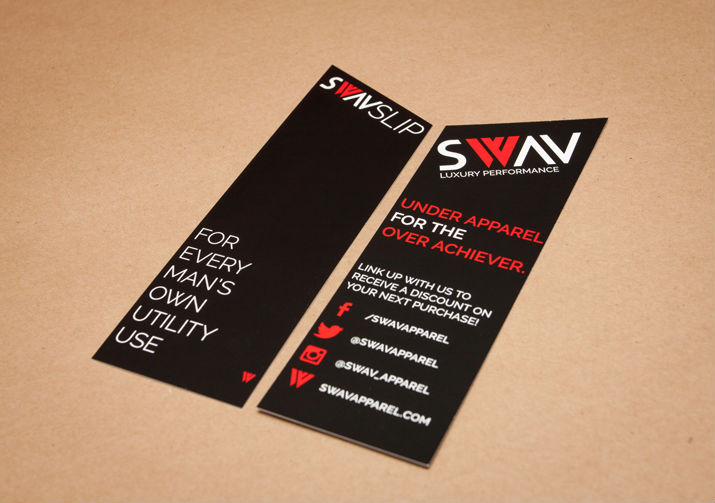 SWAVSLIP
FOR
EVERY
MAN'S
OWN
UTILITY
USE
SWAV
LUXURY PERFORMANCE
UNDER APPAREL
FOR THE
OVER ACHIEVER.
LINK UP WITH US TO
RECEIVE A DISCOUNT ON
YOUR NEXT PURCHASE!
/SWAVAPPAREL
@SWAVAPPAREL
@SWAV_APPAREL
SWAVAPPAREL.COM